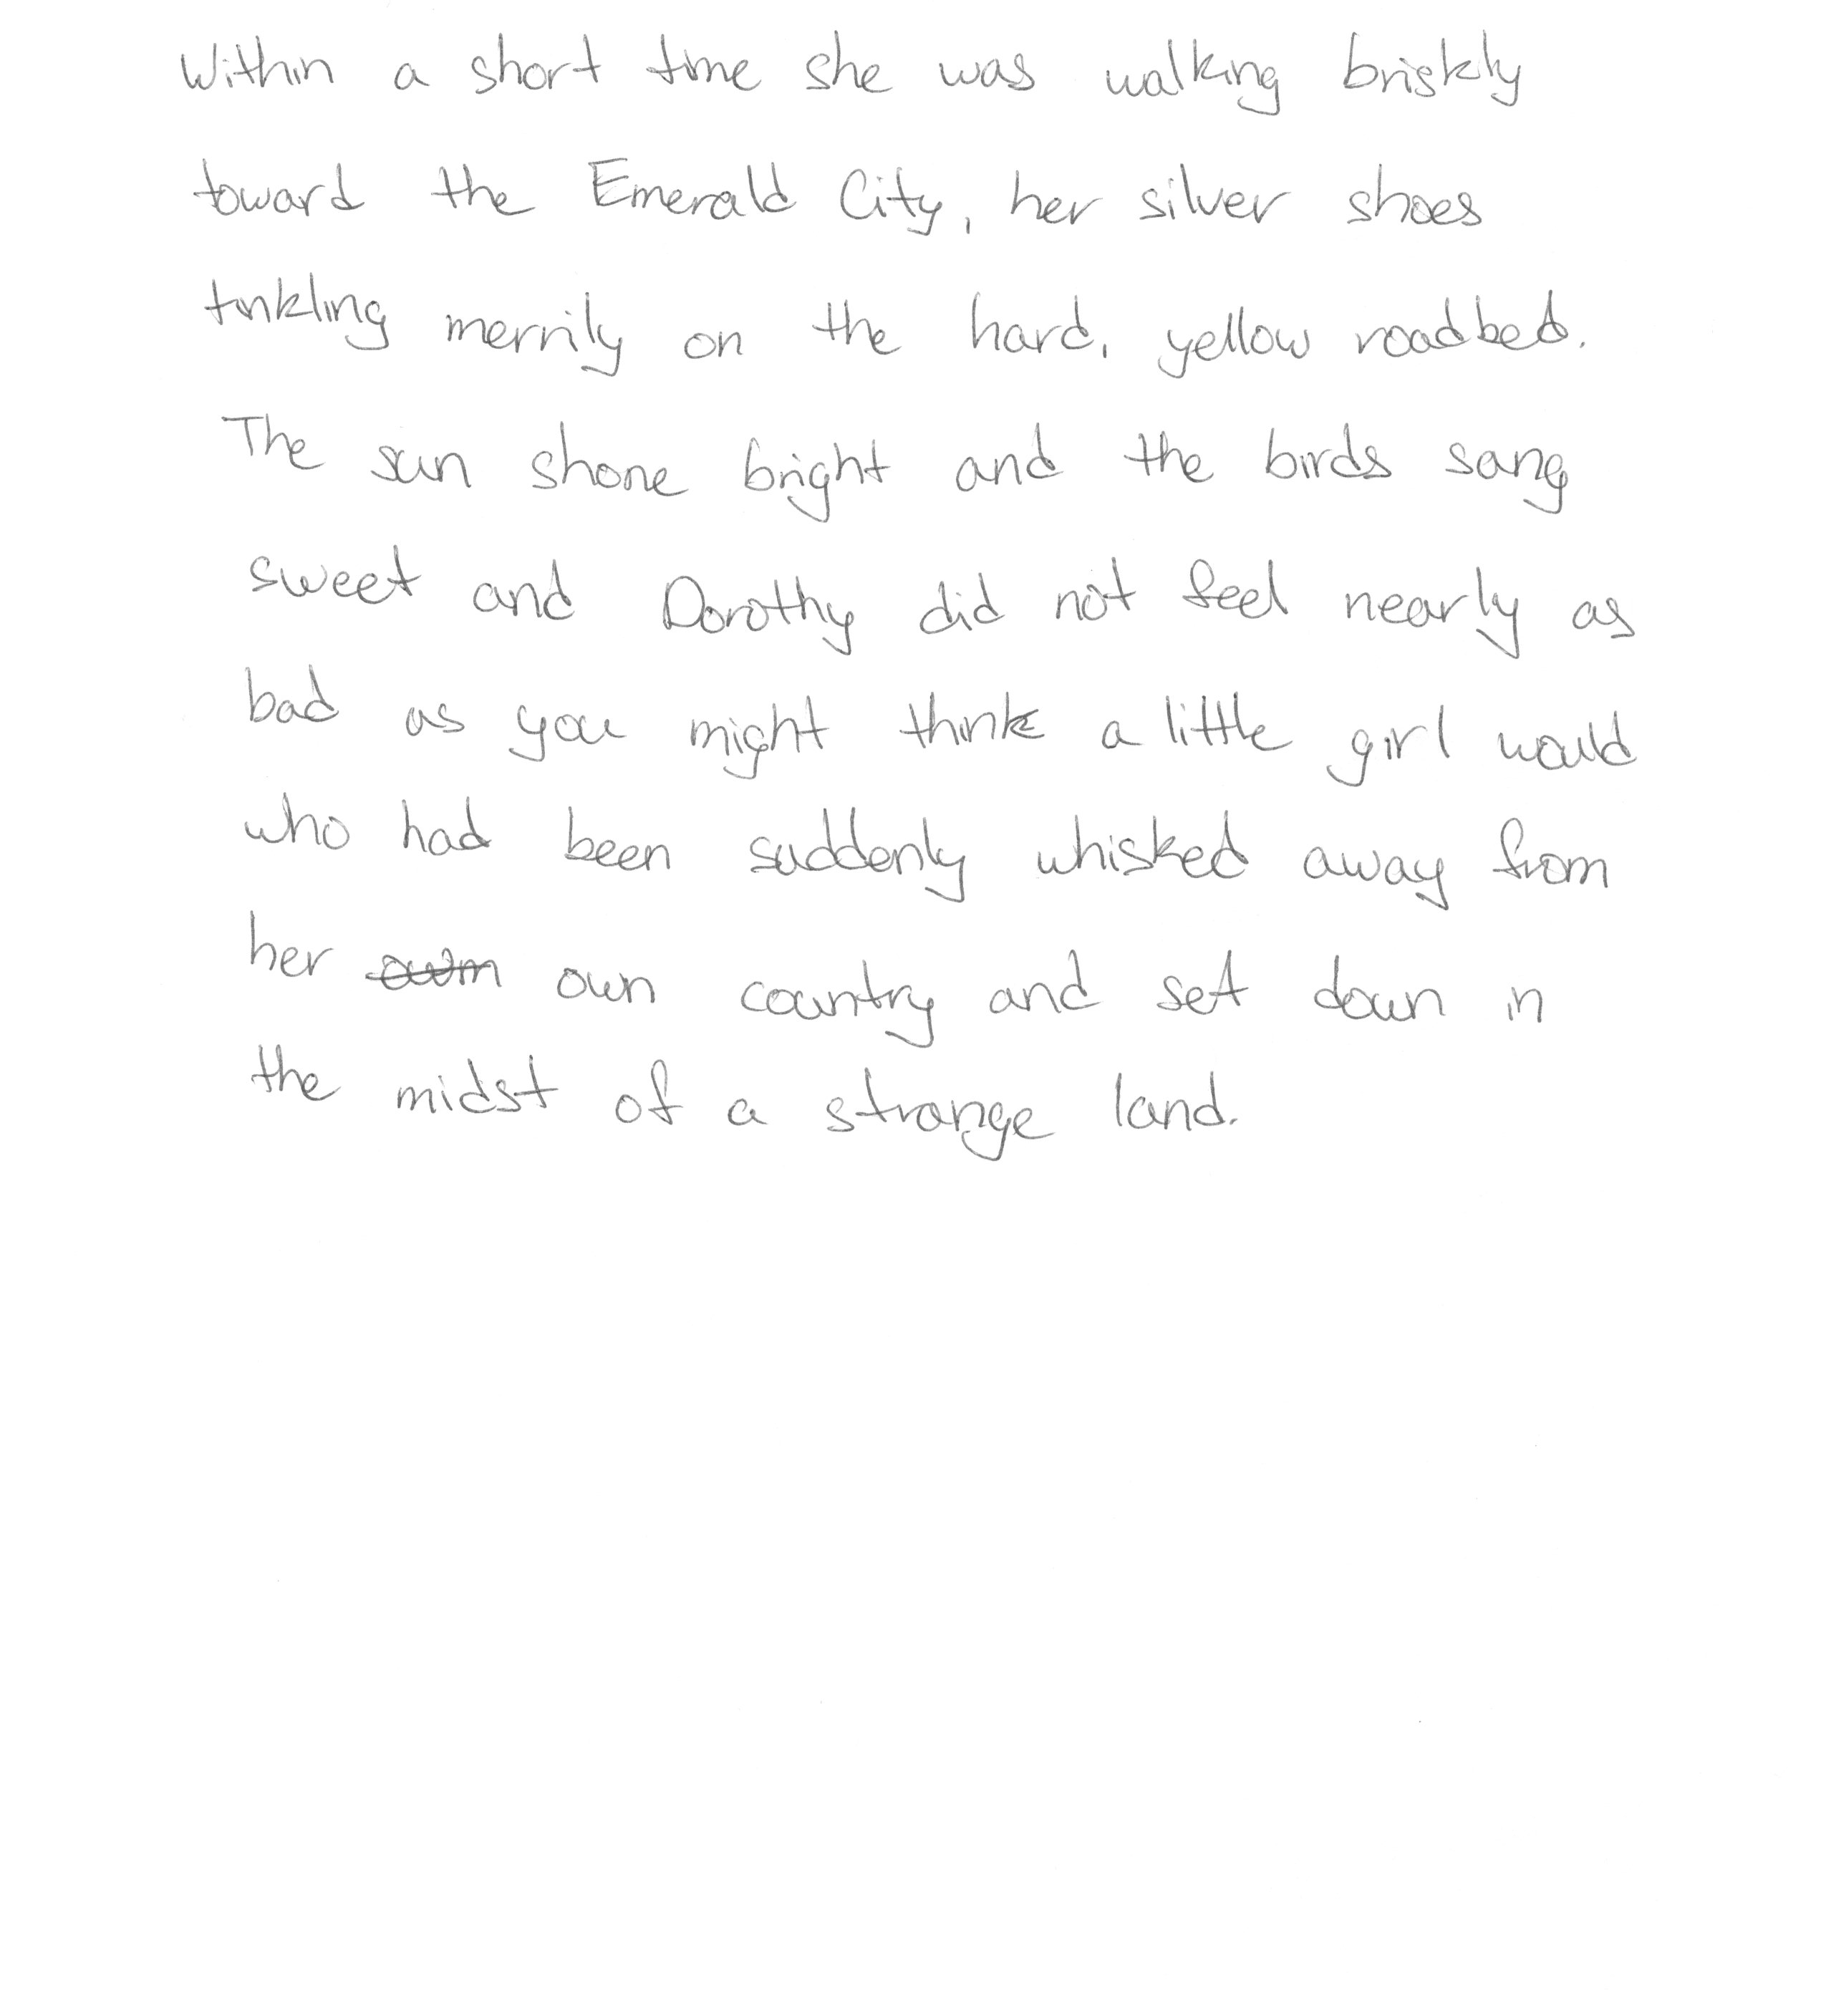 Within a short time she was walking briskly
toward the Emerald City, her silver shoes
tinkling merrily on the hard, yellow roadbed.
The sun shone bright and the birds sang
sweet and Dorothy did not feel nearly as
bad as you might think a little girl would
who had been suddenly whisked away from
her own country and set down in
the midst of a strange land.